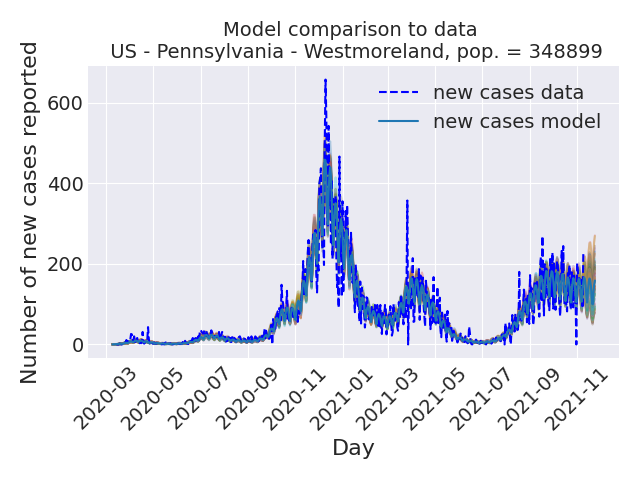 Model comparison to data
US - Pennsylvania - Westmoreland, pop. = 348899
Number of new cases reported
600
400
200
0
new cases data
new cases model
2020-03
2020-05
2020-07
2020-09
2020-11
2021-01
2021-03
2021-05
2021-07
2021-09
2021-11
Day